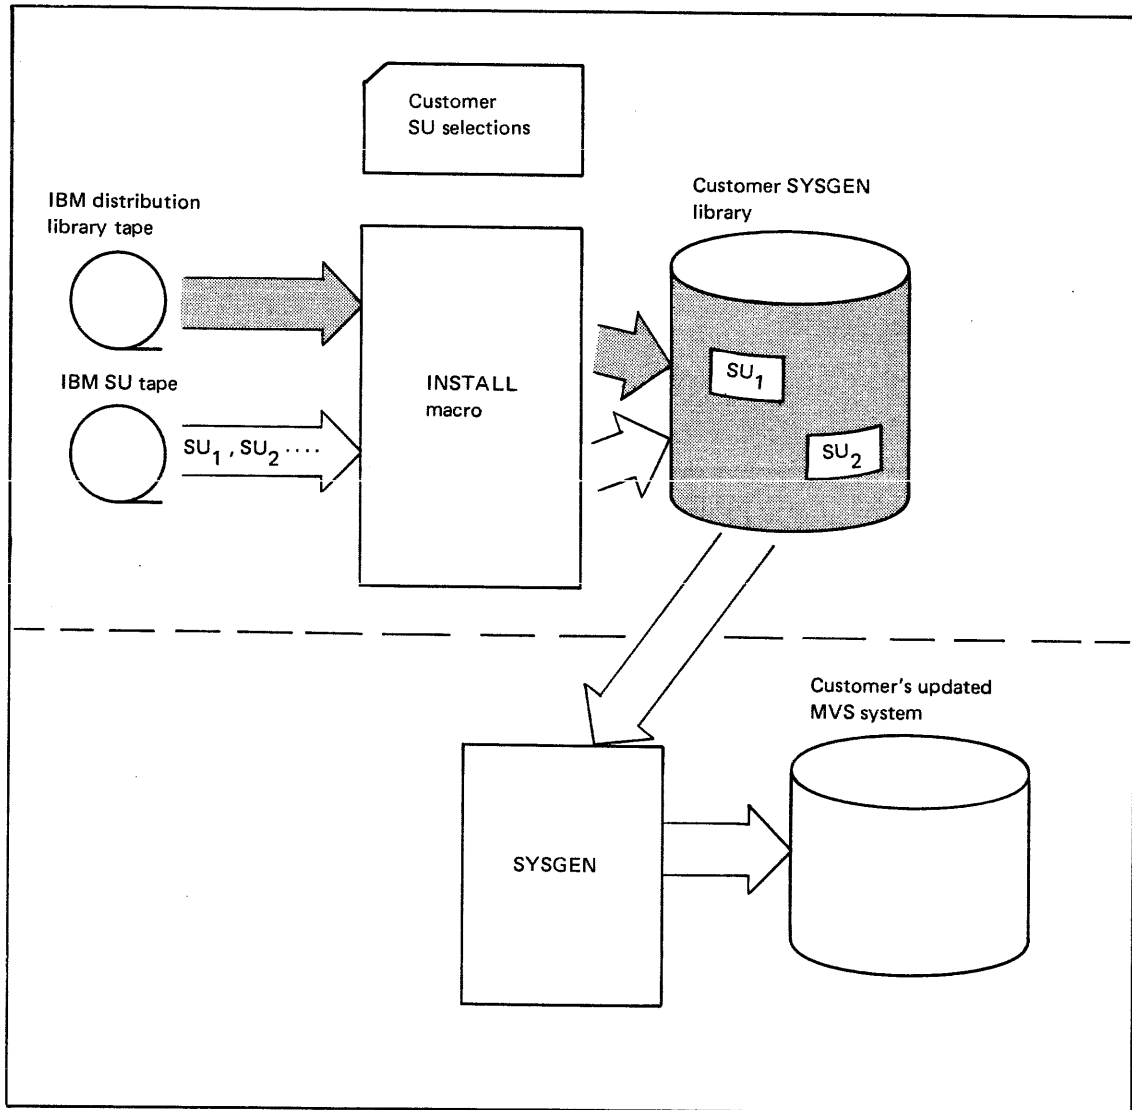 Customer
SU selections
IBM distribution
library tape
Customer SYSGEN
library
IBM SU tape
SU₁, SU₂ ....
INSTALL
macro
SU₁
SU₂
Customer's updated
MVS system
SYSGEN